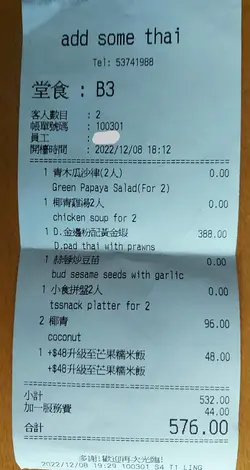 add some thai
Tel: 53741988
堂食 : B3
客人數目 : 2
帳單號碼 : 100301
員工 :
開檯時間 : 2022/12/08 18:12
1 青木瓜沙律(2人) 0.00
Green Papaya Salad(For 2)
1 椰青雞湯2人 0.00
chicken soup for 2
1 D.金邊粉記黃金蝦 388.00
D.pad thai with prawns
1 蒜蓉炒豆苗 0.00
bud sesame seeds with garlic
1 小食拼盤2人 0.00
tssnack platter for 2
2 椰青 96.00
coconut
1 +$48升级至芒果糯米飯 48.00
+$48升级至芒果糯米飯
小計 532.00
加一服務費 44.00
合計 576.00
多謝!歡迎再次光臨!
2022/12/08 19:29 100301 S4 T1 LING